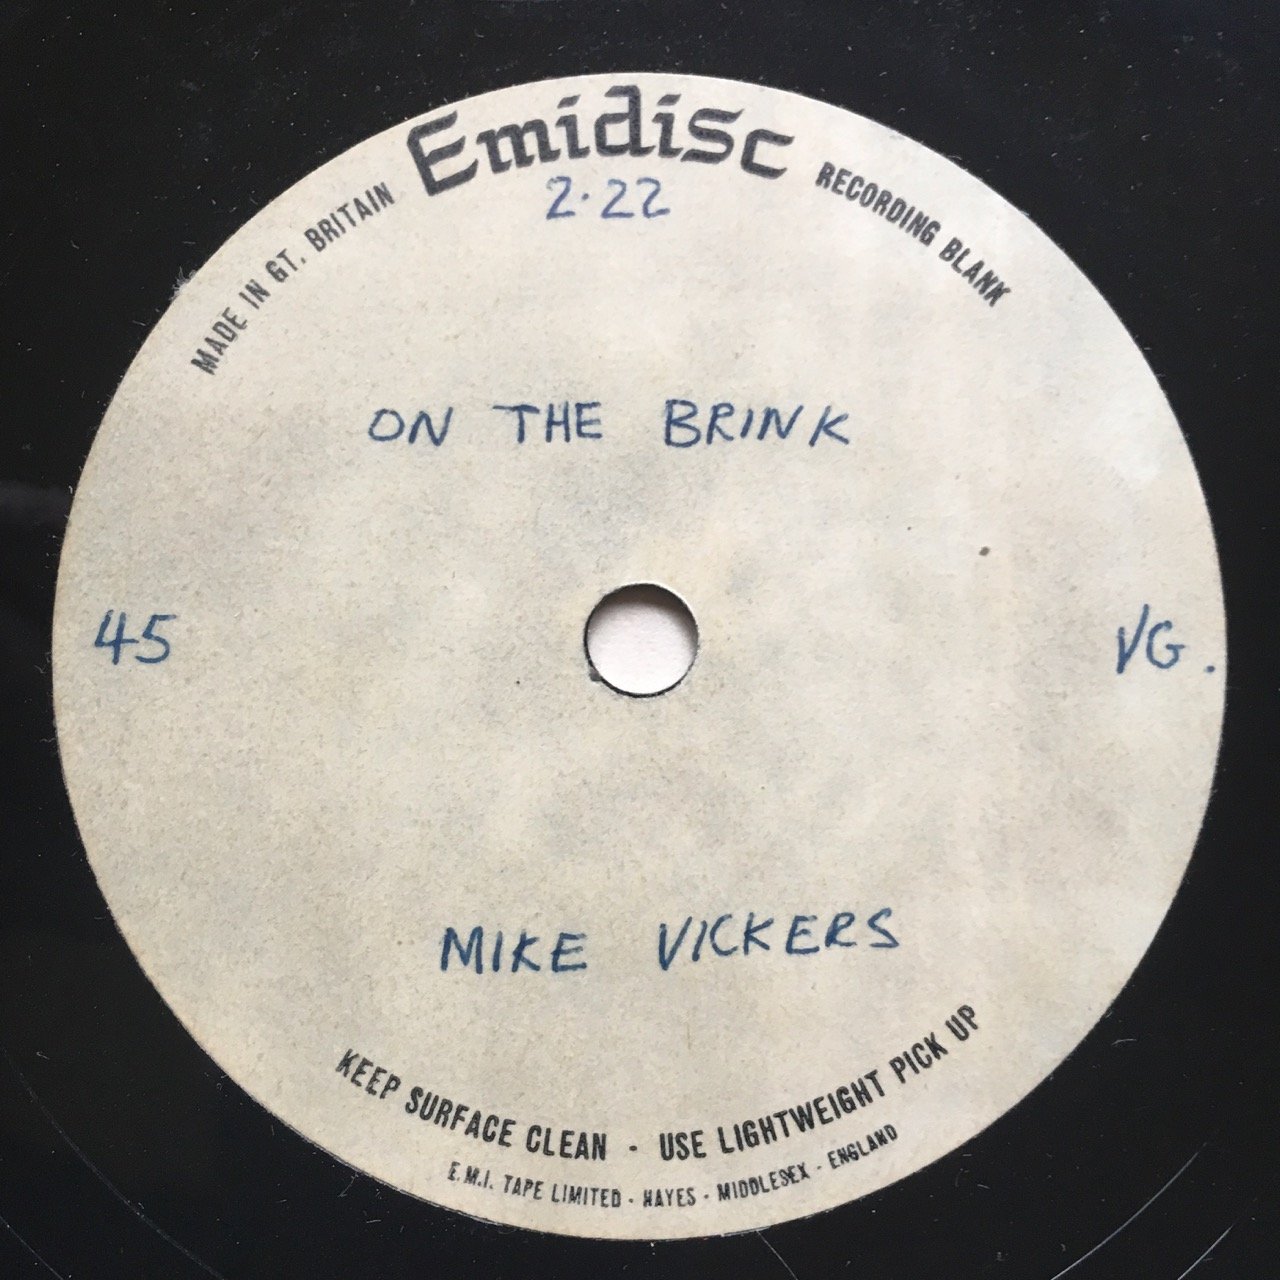 Emidisc
MADE IN GT. BRITAIN
RECORDING BLANK
2.22
ON THE BRINK
45
VG.
MIKE VICKERS
KEEP SURFACE CLEAN - USE LIGHTWEIGHT PICK UP
E.M.I. TAPE LIMITED - HAYES - MIDDLESEX - ENGLAND